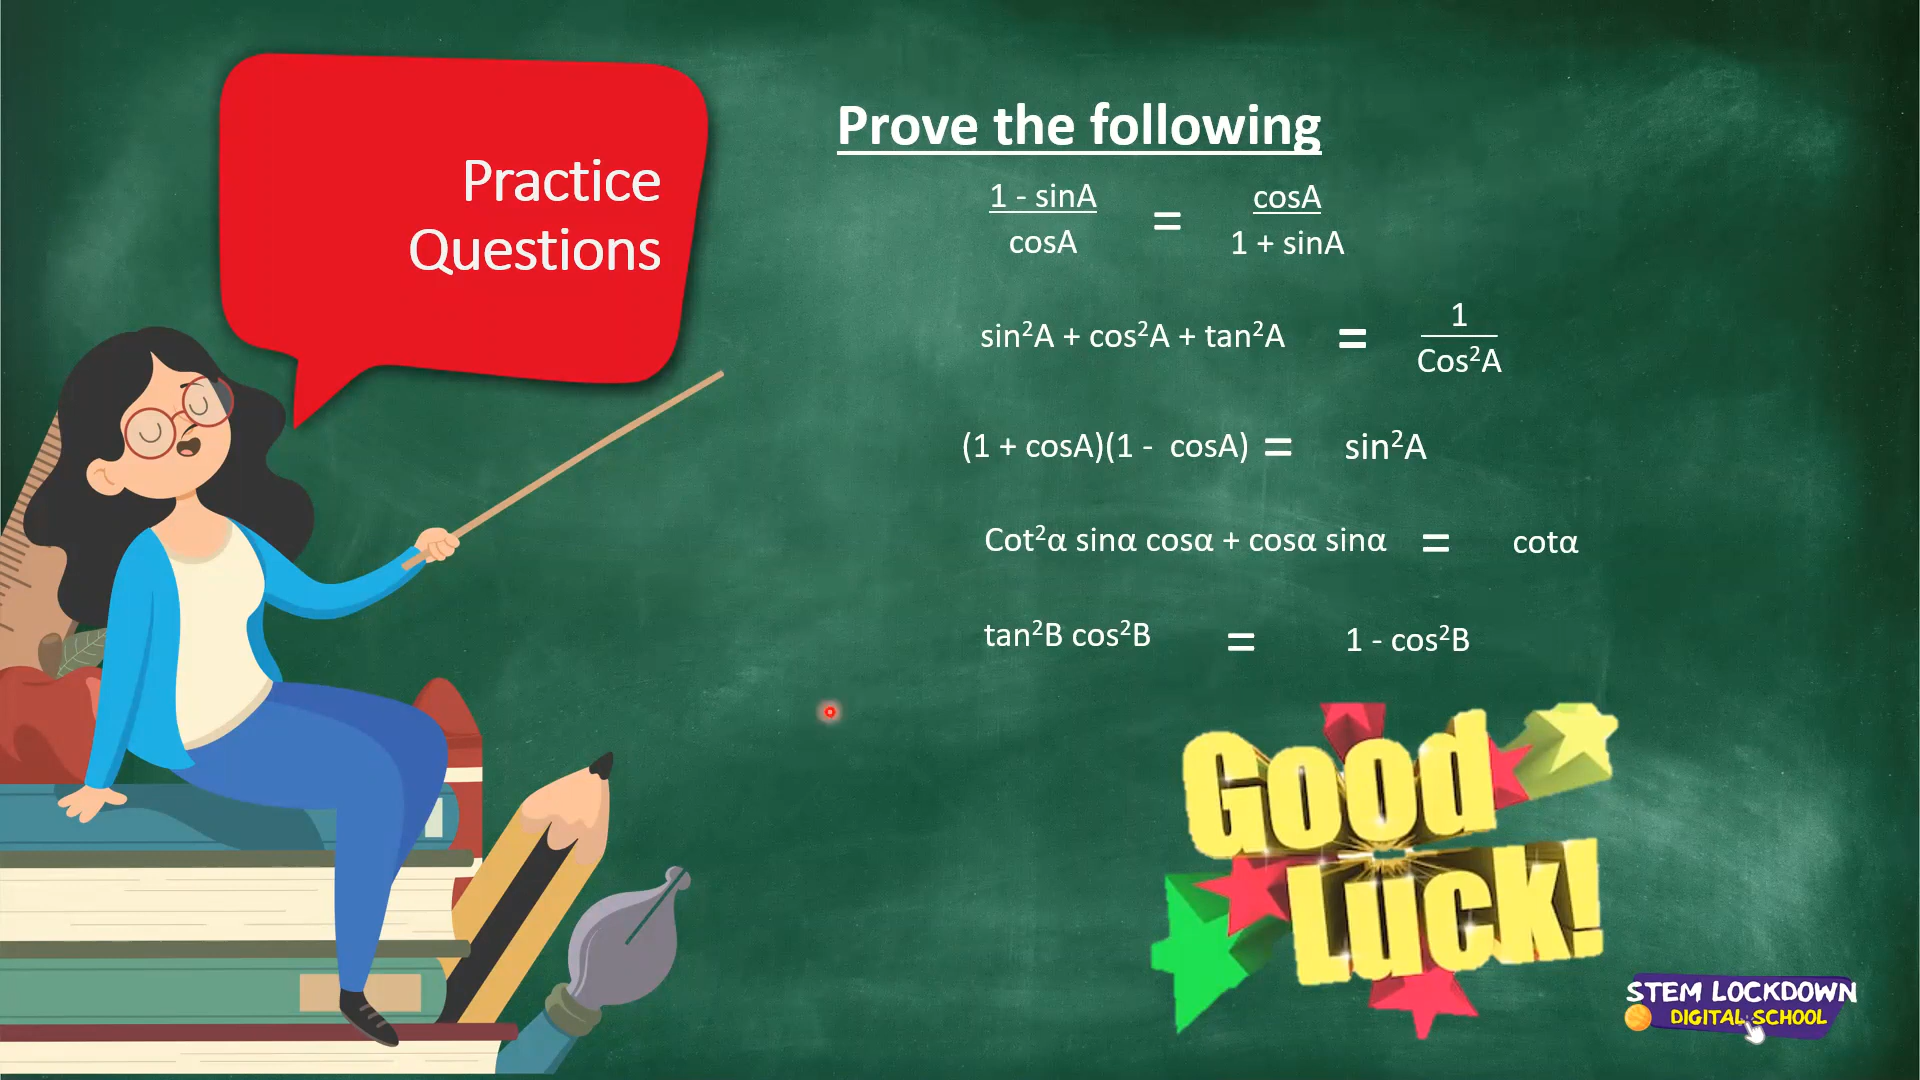 Practice
Questions
Prove the following
1 - sinA
cosA
=
cosA
1 + sinA
sin²A + cos²A + tan²A = 1
Cos²A
(1 + cosA)(1 - cosA) = sin²A
Cot²α sinα cosα + cosα sinα = cotα
tan²B cos²B = 1 - cos²B
Good
Luck!
STEM LOCKDOWN
DIGITAL SCHOOL